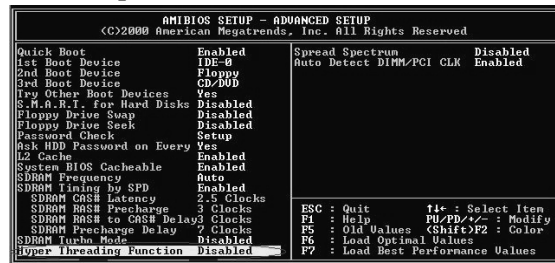 AMIBIOS SETUP - ADVANCED SETUP
(C)2000 American Megatrends, Inc. All Rights Reserved
Quick Boot Enabled
1st Boot Device IDE-0
2nd Boot Device Floppy
3rd Boot Device CD/DVD
Try Other Boot Devices Yes
S.M.A.R.T. for Hard Disks Disabled
Floppy Drive Swap Disabled
Floppy Drive Seek Disabled
Password Check Setup
Ask HDD Password on Every Yes
L2 Cache Enabled
System BIOS Cacheable Enabled
SDRAM Frequency Auto
SDRAM Timing by SPD Enabled
SDRAM CAS# Latency 2.5 Clocks
SDRAM RAS# Precharge 3 Clocks
SDRAM RAS# to CAS# Delay3 Clocks
SDRAM Precharge Delay 7 Clocks
SDRAM Turbo Mode Disabled
Hyper Threading Function Disabled
Spread Spectrum Disabled
Auto Detect DIMM/PCI CLK Enabled
ESC : Quit ↑↓← : Select Item
F1 : Help PU/PD/+/- : Modify
F5 : Old Values (Shift)F2 : Color
F6 : Load Optimal Values
F7 : Load Best Performance Values